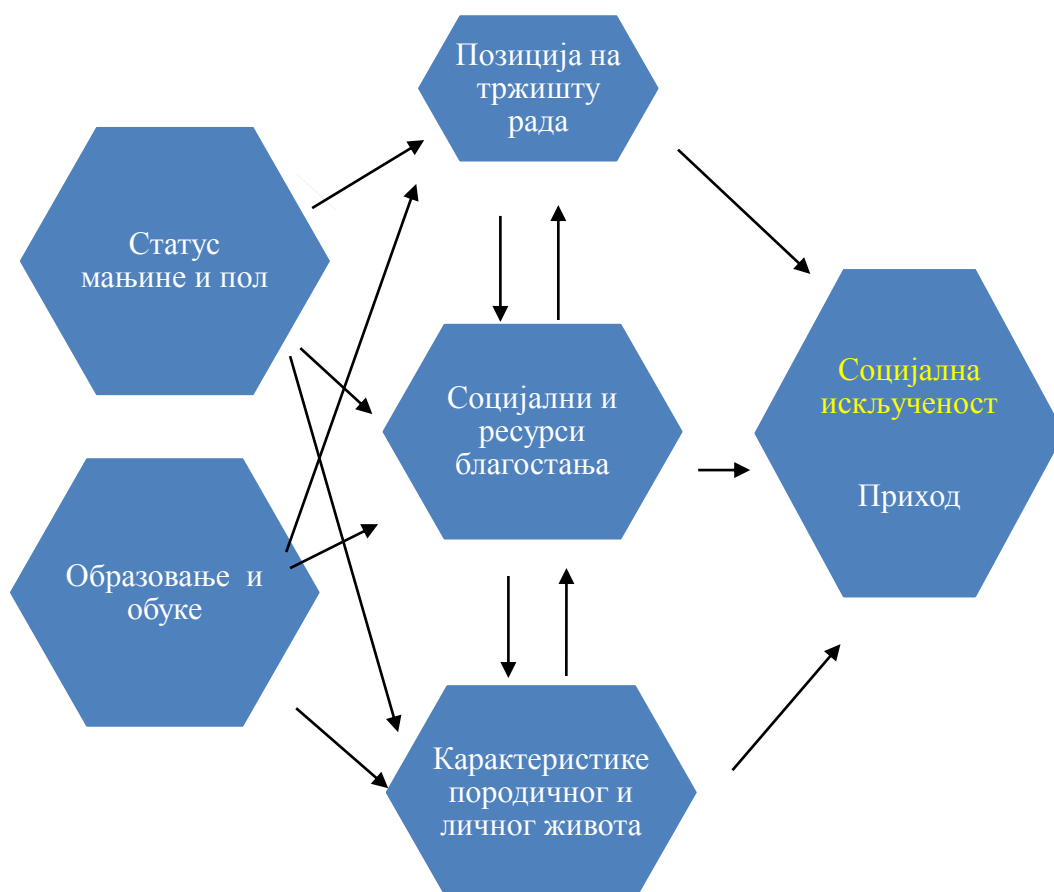 Позиција на
тржишту
рада
Статус
мањине и пол
Социјални и
ресурси
благостања
Социјална
искљученост
Приход
Образовање и
обуке
Карактеристике
породичног и
личног живота